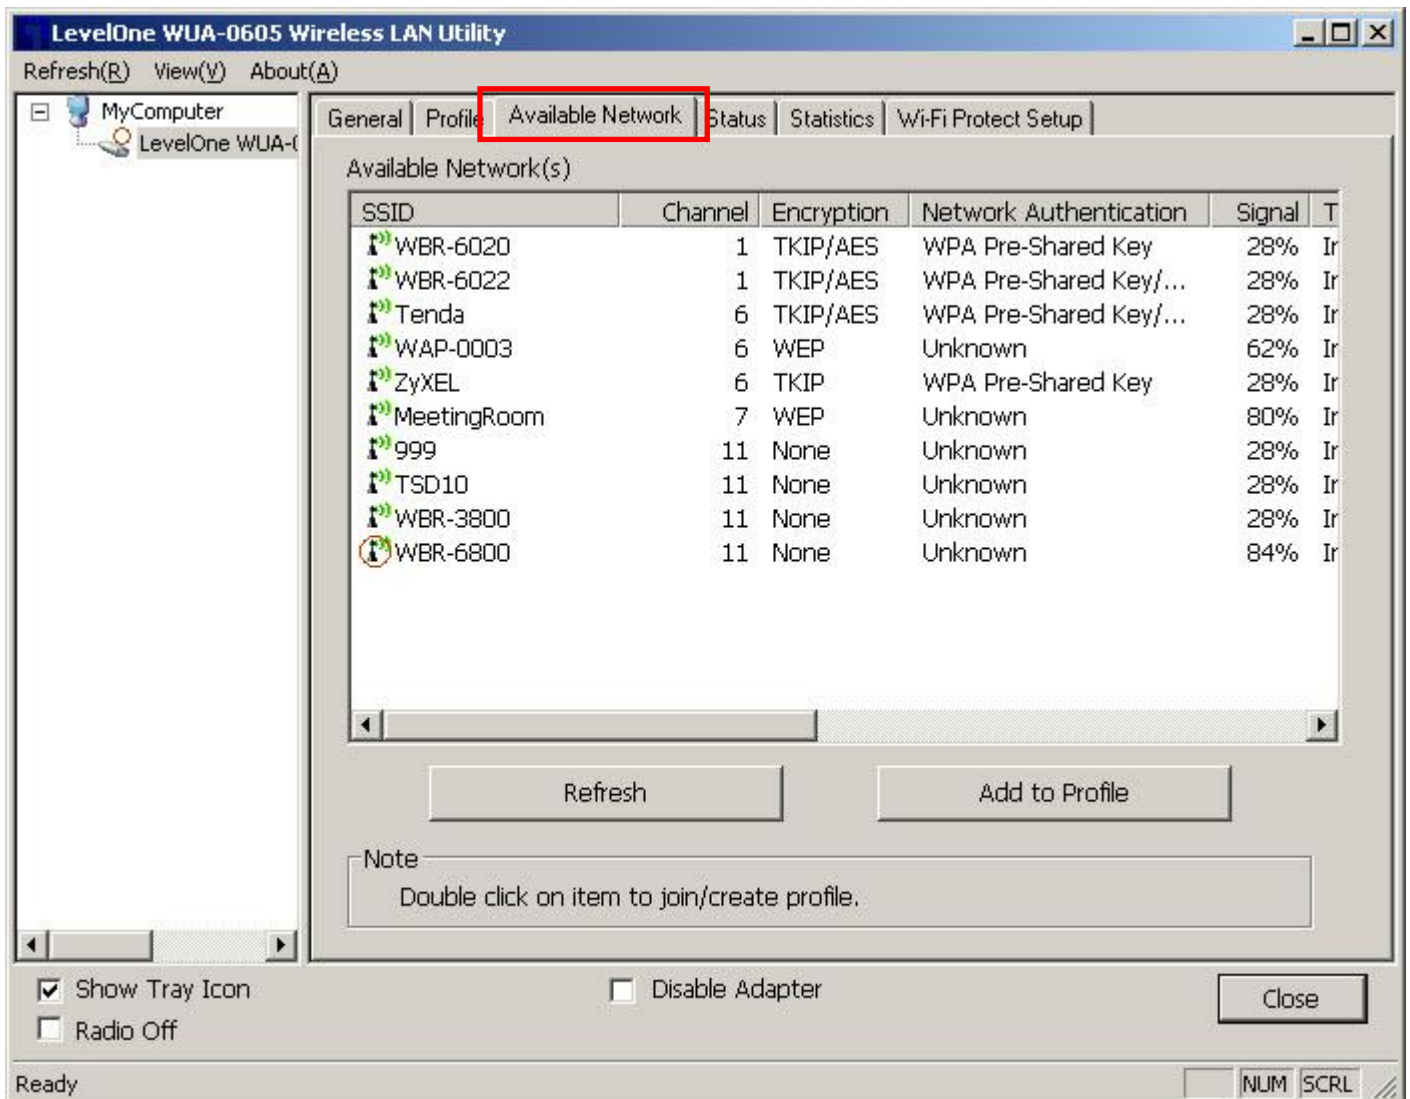 LevelOne WUA-0605 Wireless LAN Utility
Refresh(R) View(V) About(A)
MyComputer
LevelOne WUA-(
General Profile Available Network Status Statistics Wi-Fi Protect Setup
Available Network(s)
SSID Channel Encryption Network Authentication Signal T
WBR-6020 1 TKIP/AES WPA Pre-Shared Key 28% Ir
WBR-6022 1 TKIP/AES WPA Pre-Shared Key/... 28% Ir
Tenda 6 TKIP/AES WPA Pre-Shared Key/... 28% Ir
WAP-0003 6 WEP Unknown 62% Ir
ZyXEL 6 TKIP WPA Pre-Shared Key 28% Ir
MeetingRoom 7 WEP Unknown 80% Ir
999 11 None Unknown 28% Ir
TSD10 11 None Unknown 28% Ir
WBR-3800 11 None Unknown 28% Ir
WBR-6800 11 None Unknown 84% Ir
Refresh Add to Profile
Note
Double click on item to join/create profile.
Show Tray Icon Disable Adapter Close
Radio Off
Ready NUM SCRL